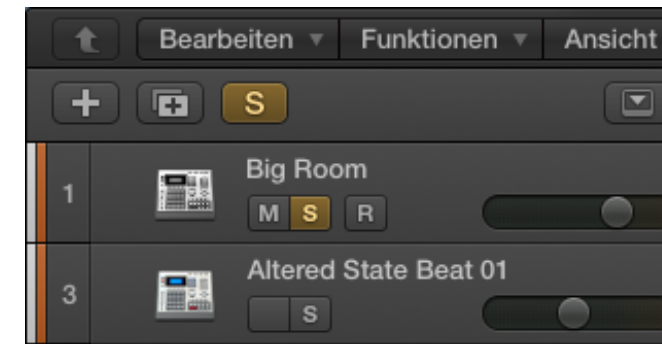 Bearbeiten Funktionen Ansicht
S
1 Big Room
M S R
3 Altered State Beat 01
S